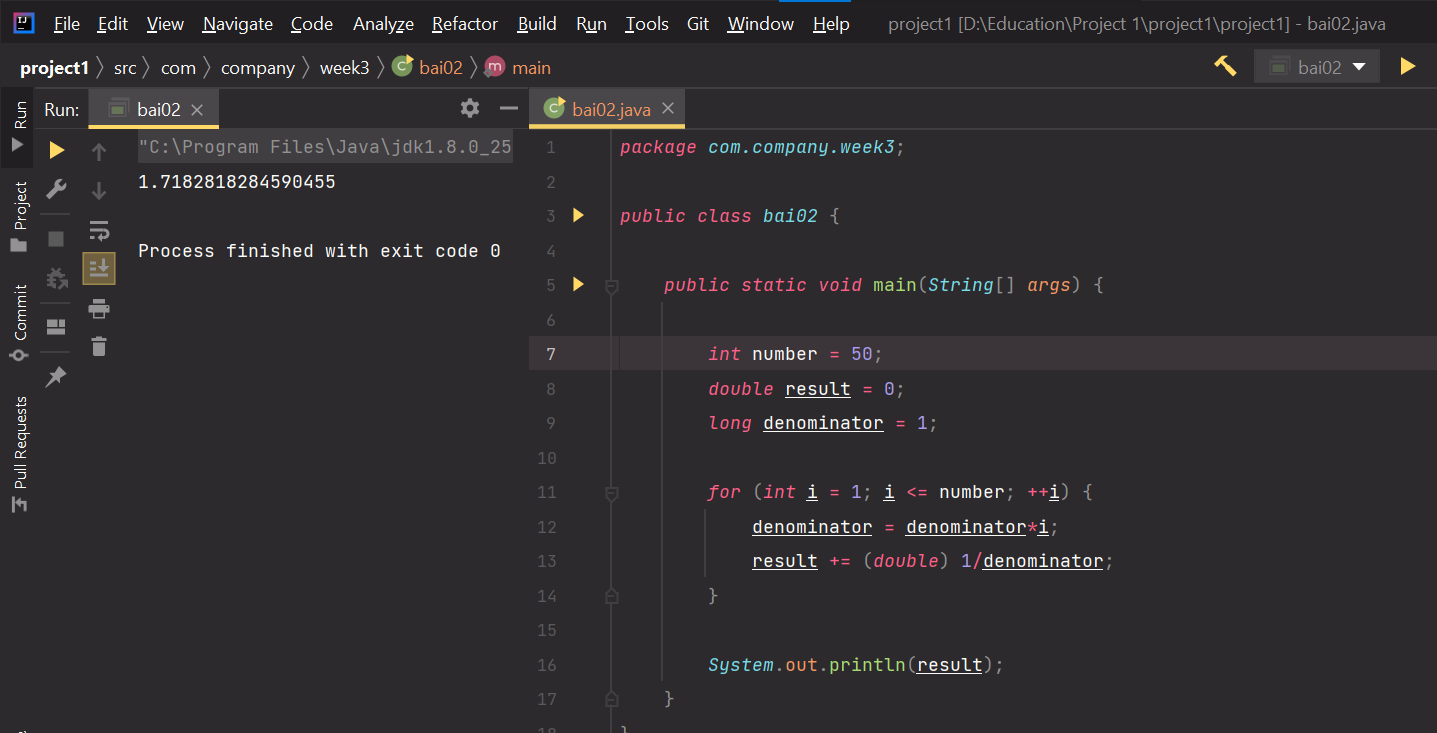 File Edit View Navigate Code Analyze Refactor Build Run Tools Git Window Help project1 [D:\Education\Project 1\project1\project1] - bai02.java
project1 src com company week3 C bai02 m main bai02
Run
Project
Commit
Pull Requests
Run: bai02
"C:\Program Files\Java\jdk1.8.0_25
1.7182818284590455
Process finished with exit code 0
C bai02.java
1 package com.company.week3;
2
3 public class bai02 {
4
5 public static void main(String[] args) {
6
7 int number = 50;
8 double result = 0;
9 long denominator = 1;
10
11 for (int i = 1; i <= number; ++i) {
12 denominator = denominator*i;
13 result += (double) 1/denominator;
14 }
15
16 System.out.println(result);
17 }